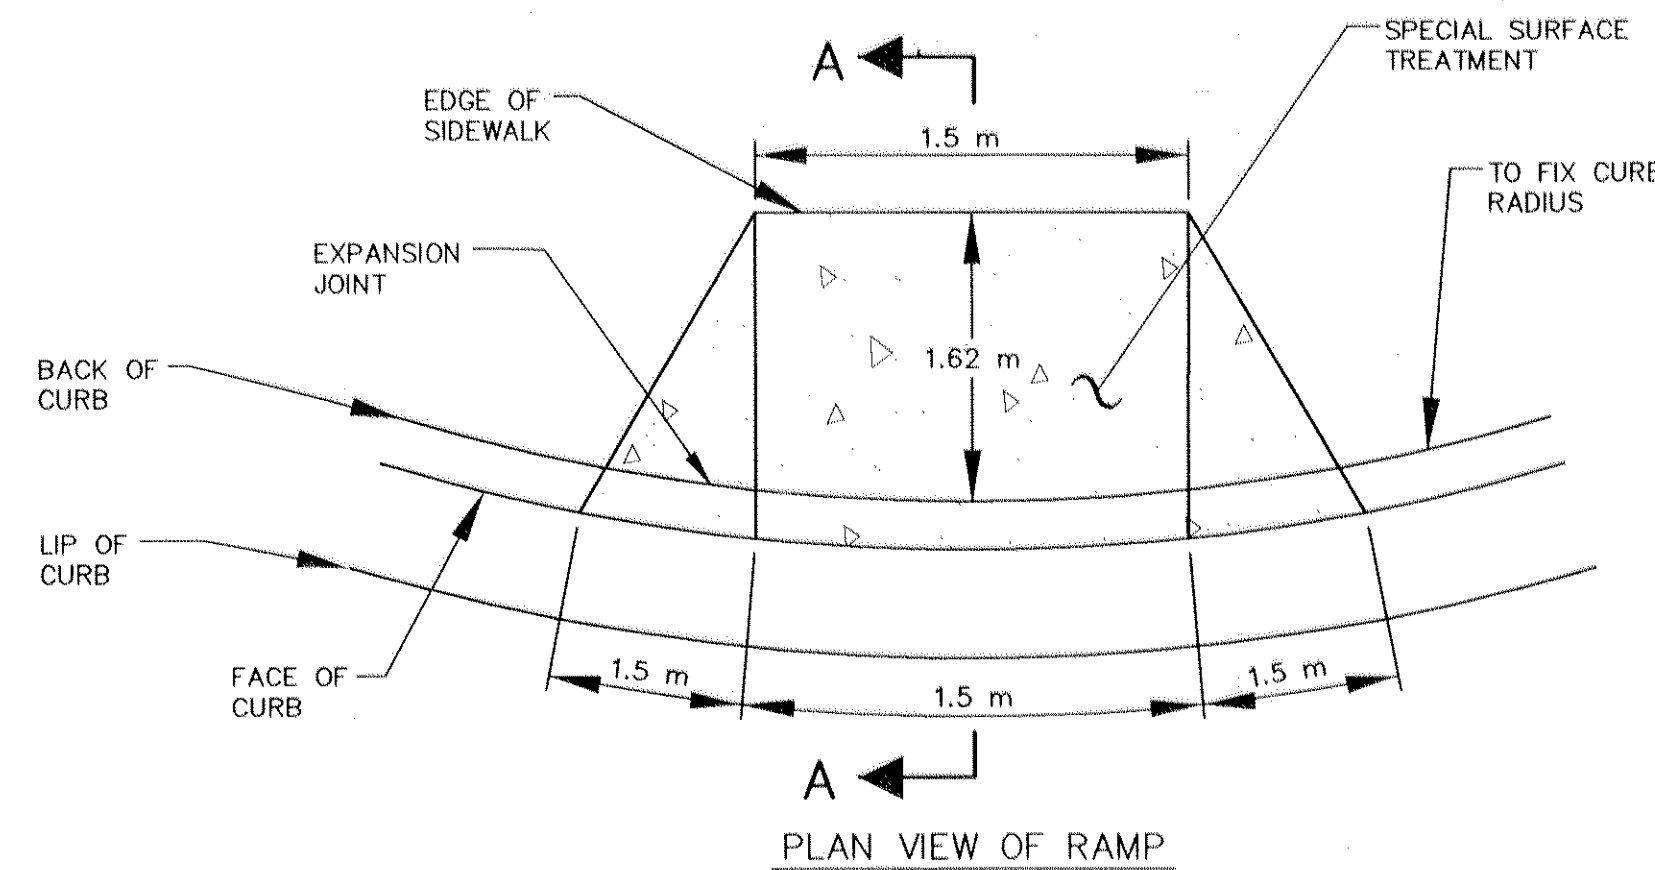 SPECIAL SURFACE
TREATMENT
A
EDGE OF
SIDEWALK
1.5 m
TO FIX CURB
RADIUS
EXPANSION
JOINT
1.62 m
BACK OF
CURB
LIP OF
CURB
FACE OF
CURB
1.5 m
1.5 m
1.5 m
A
PLAN VIEW OF RAMP